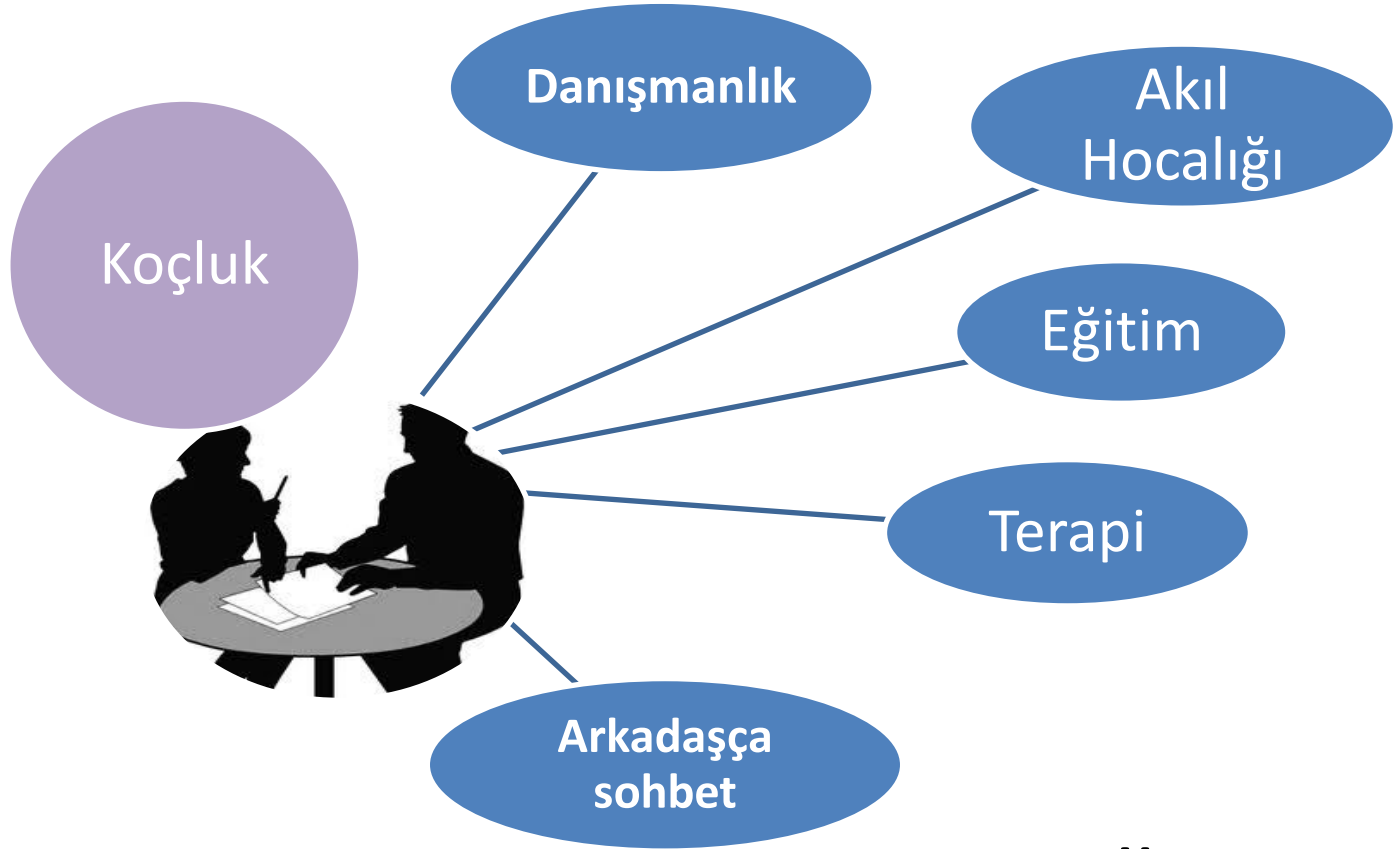 Danışmanlık
Akıl
Hocalığı
Koçluk
Eğitim
Terapi
Arkadaşça
sohbet